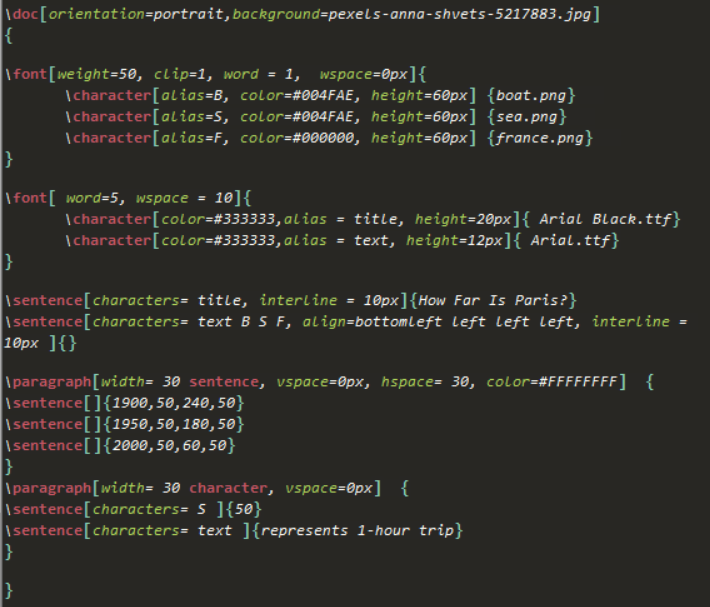 \doc[orientation=portrait,background=pexels-anna-shvets-5217883.jpg]
{
\font[weight=50, clip=1, word = 1,  wspace=0px]{
\character[alias=B, color=#004FAE, height=60px] {boat.png}
\character[alias=S, color=#004FAE, height=60px] {sea.png}
\character[alias=F, color=#000000, height=60px] {france.png}
}
\font[ word=5, wspace = 10]{
\character[color=#333333,alias = title, height=20px]{ Arial Black.ttf}
\character[color=#333333,alias = text, height=12px]{ Arial.ttf}
}
\sentence[characters= title, interline = 10px]{How Far Is Paris?}
\sentence[characters= text B S F, align=bottomleft left left left, interline =
10px ]{}
\paragraph[width= 30 sentence, vspace=0px, hspace= 30, color=#FFFFFFFF]  {
\sentence[]{1900,50,240,50}
\sentence[]{1950,50,180,50}
\sentence[]{2000,50,60,50}
}
\paragraph[width= 30 character, vspace=0px]  {
\sentence[characters= S ]{50}
\sentence[characters= text ]{represents 1-hour trip}
}
}